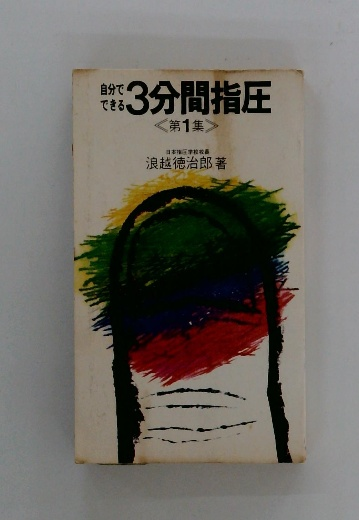 自分で
できる
3分間指圧
<第1集>
日本指圧学校校長
浪越徳治郎著